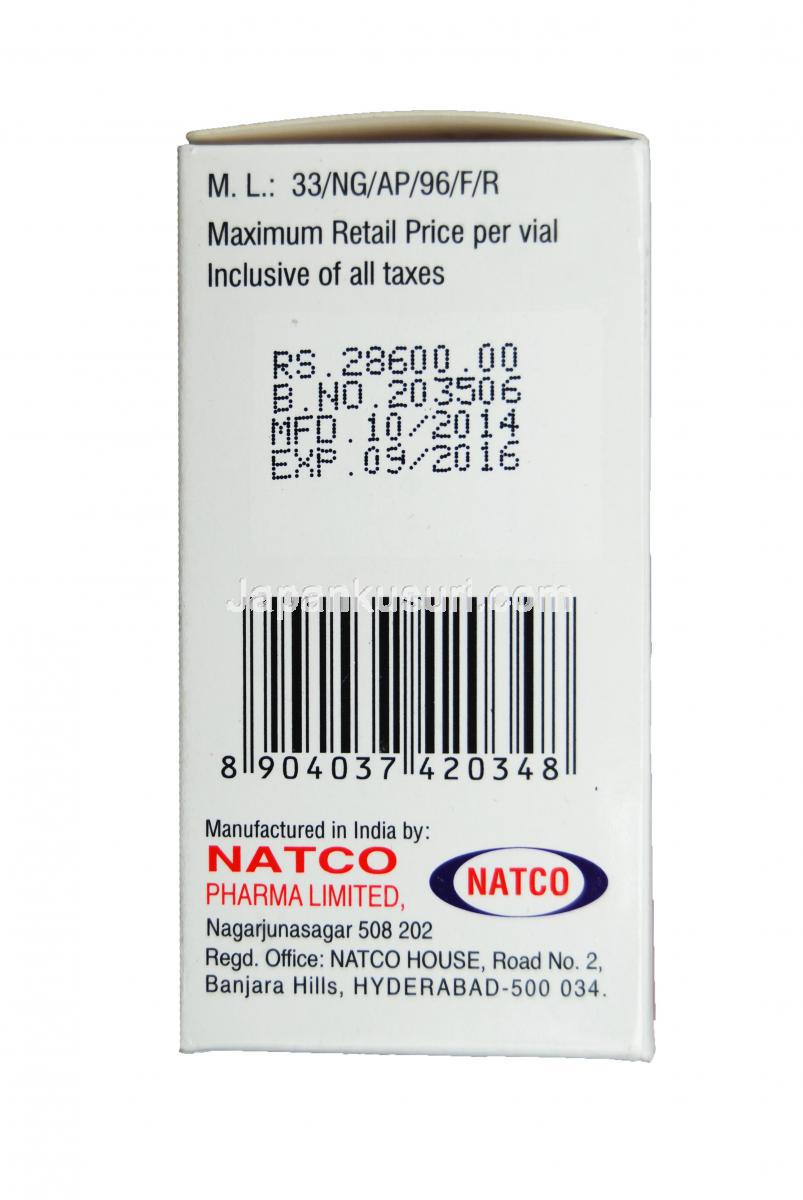 M. L.: 33/NG/AP/96/F/R
Maximum Retail Price per vial
Inclusive of all taxes
RS.28600.00
B.NO.203506
MFD.10/2014
EXP.09/2016
Japankusuri.com
8 904037 420348
Manufactured in India by:
NATCO
PHARMA LIMITED,
NATCO
Nagarjunasagar 508 202
Regd. Office: NATCO HOUSE, Road No. 2,
Banjara Hills, HYDERABAD-500 034.